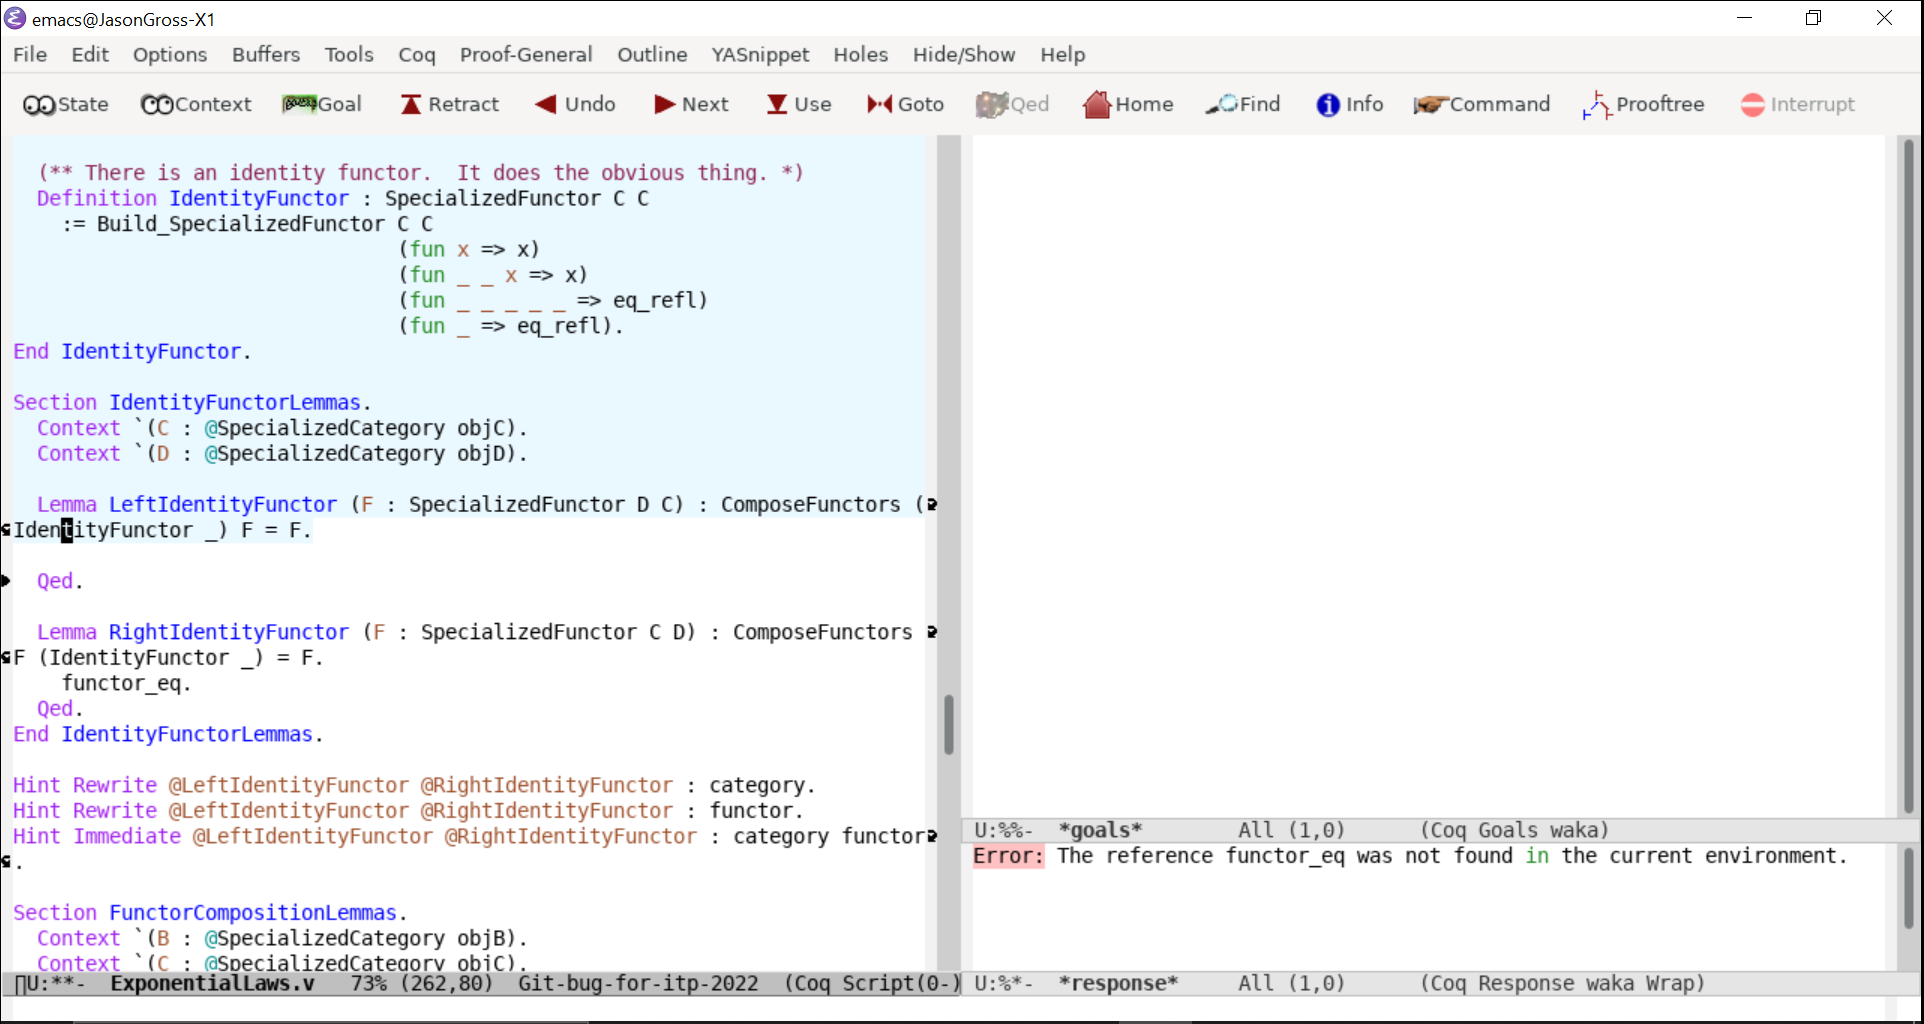 emacs@JasonGross-X1
File Edit Options Buffers Tools Coq Proof-General Outline YASnippet Holes Hide/Show Help
State Context Goal Retract Undo Next Use Goto Qed Home Find Info Command Prooftree Interrupt
(** There is an identity functor.  It does the obvious thing. *)
Definition IdentityFunctor : SpecializedFunctor C C
:= Build_SpecializedFunctor C C
(fun x => x)
(fun _ _ x => x)
(fun _ _ _ _ _ => eq_refl)
(fun _ => eq_refl).
End IdentityFunctor.
Section IdentityFunctorLemmas.
Context `(C : @SpecializedCategory objC).
Context `(D : @SpecializedCategory objD).
Lemma LeftIdentityFunctor (F : SpecializedFunctor D C) : ComposeFunctors (
IdentityFunctor _) F = F.
Qed.
Lemma RightIdentityFunctor (F : SpecializedFunctor C D) : ComposeFunctors
F (IdentityFunctor _) = F.
functor_eq.
Qed.
End IdentityFunctorLemmas.
Hint Rewrite @LeftIdentityFunctor @RightIdentityFunctor : category.
Hint Rewrite @LeftIdentityFunctor @RightIdentityFunctor : functor.
Hint Immediate @LeftIdentityFunctor @RightIdentityFunctor : category functor
.
Section FunctorCompositionLemmas.
Context `(B : @SpecializedCategory objB).
Context `(C : @SpecializedCategory objC).
U:**-  ExponentialLaws.v   73% (262,80)  Git-bug-for-itp-2022  (Coq Script(0-)
U:%%-  *goals*        All (1,0)      (Coq Goals waka)
Error: The reference functor_eq was not found in the current environment.
U:%*-  *response*     All (1,0)      (Coq Response waka Wrap)